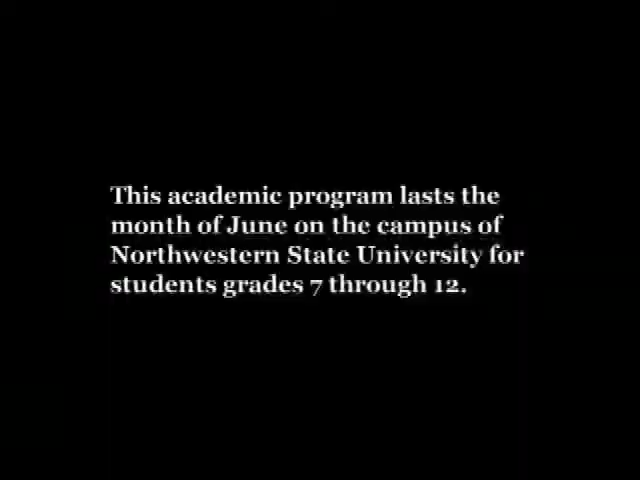 This academic program lasts the
month of June on the campus of
Northwestern State University for
students grades 7 through 12.